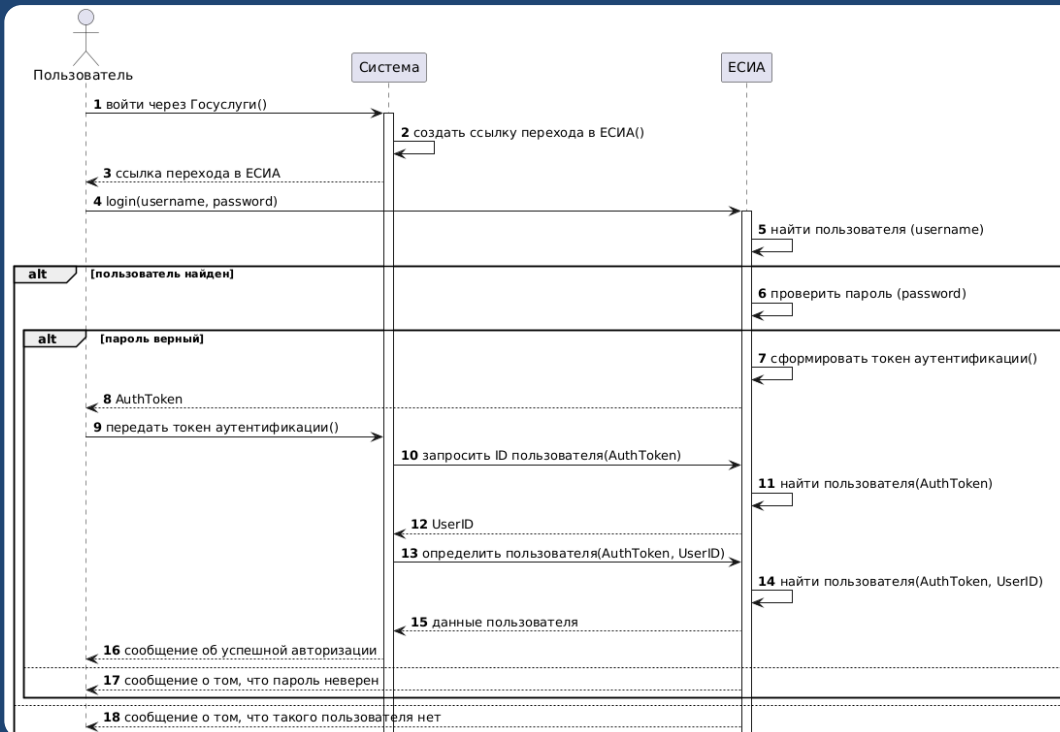 Пользователь
Система
ЕСИА
1 войти через Госуслуги()
2 создать ссылку перехода в ЕСИА()
3 ссылка перехода в ЕСИА
4 login(username, password)
5 найти пользователя (username)
alt [пользователь найден]
6 проверить пароль (password)
alt [пароль верный]
7 сформировать токен аутентификации()
8 AuthToken
9 передать токен аутентификации()
10 запросить ID пользователя(AuthToken)
11 найти пользователя(AuthToken)
12 UserID
13 определить пользователя(AuthToken, UserID)
14 найти пользователя(AuthToken, UserID)
15 данные пользователя
16 сообщение об успешной авторизации
17 сообщение о том, что пароль неверен
18 сообщение о том, что такого пользователя нет